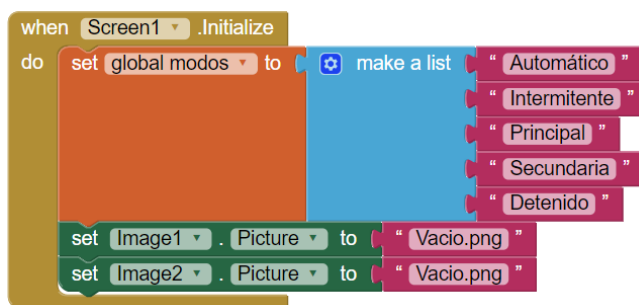 when Screen1 .Initialize
do set global modos to make a list " Automático "
" Intermitente "
" Principal "
" Secundaria "
" Detenido "
set Image1 . Picture to " Vacio.png "
set Image2 . Picture to " Vacio.png "